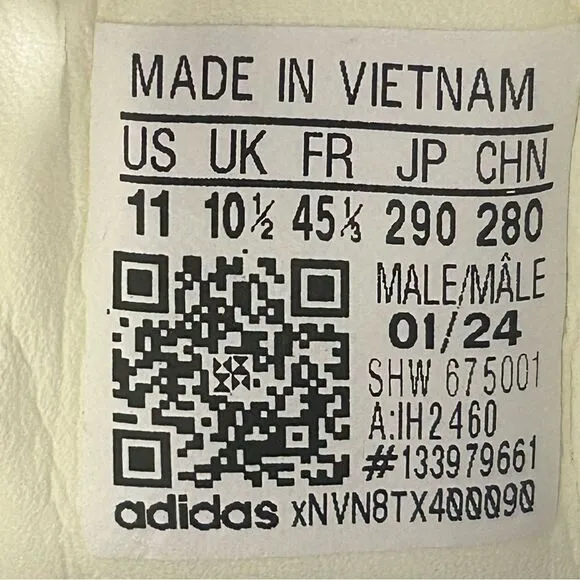 MADE IN VIETNAM
US UK FR JP CHN
11 10½ 45⅓ 290 280
MALE/MÂLE
01/24
SHW 675001
A:IH2460
#133979661
adidas xNVN8TX400090